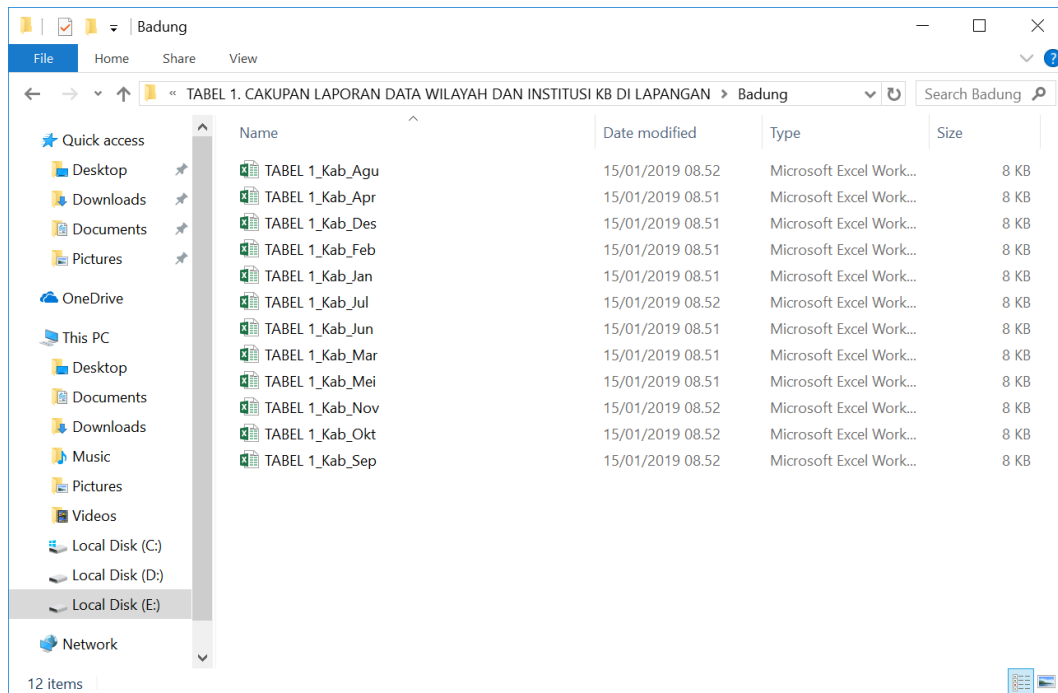 Badung
File Home Share View
« TABEL 1. CAKUPAN LAPORAN DATA WILAYAH DAN INSTITUSI KB DI LAPANGAN > Badung Search Badung
Quick access
Desktop
Downloads
Documents
Pictures
OneDrive
This PC
Desktop
Documents
Downloads
Music
Pictures
Videos
Local Disk (C:)
Local Disk (D:)
Local Disk (E:)
Network
Name Date modified Type Size
TABEL 1_Kab_Agu 15/01/2019 08.52 Microsoft Excel Work... 8 KB
TABEL 1_Kab_Apr 15/01/2019 08.51 Microsoft Excel Work... 8 KB
TABEL 1_Kab_Des 15/01/2019 08.51 Microsoft Excel Work... 8 KB
TABEL 1_Kab_Feb 15/01/2019 08.51 Microsoft Excel Work... 8 KB
TABEL 1_Kab_Jan 15/01/2019 08.51 Microsoft Excel Work... 8 KB
TABEL 1_Kab_Jul 15/01/2019 08.52 Microsoft Excel Work... 8 KB
TABEL 1_Kab_Jun 15/01/2019 08.51 Microsoft Excel Work... 8 KB
TABEL 1_Kab_Mar 15/01/2019 08.51 Microsoft Excel Work... 8 KB
TABEL 1_Kab_Mei 15/01/2019 08.51 Microsoft Excel Work... 8 KB
TABEL 1_Kab_Nov 15/01/2019 08.52 Microsoft Excel Work... 8 KB
TABEL 1_Kab_Okt 15/01/2019 08.52 Microsoft Excel Work... 8 KB
TABEL 1_Kab_Sep 15/01/2019 08.52 Microsoft Excel Work... 8 KB
12 items